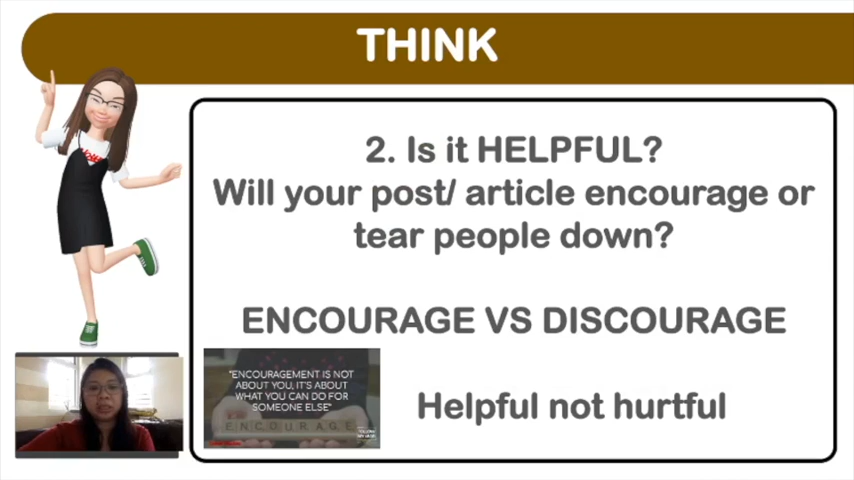 THINK
2. Is it HELPFUL?
Will your post/ article encourage or
tear people down?
ENCOURAGE VS DISCOURAGE
"ENCOURAGEMENT IS NOT
ABOUT YOU; IT'S ABOUT
WHAT YOU CAN DO FOR
SOMEONE ELSE"
ENCOURAGE
Helpful not hurtful